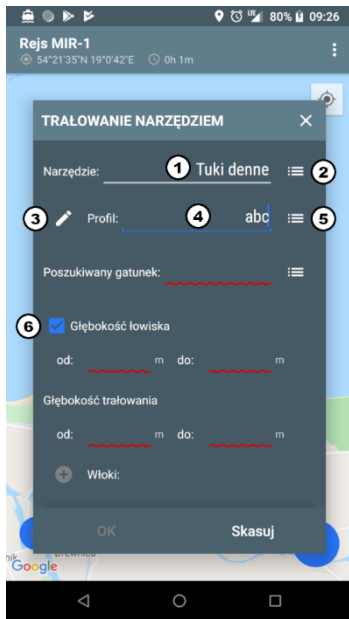 80% 09:26
Rejs MIR-1
54°21'35"N 19°0'42"E 0h 1m
TRAŁOWANIE NARZĘDZIEM
Narzędzie: 1 Tuki denne 2
3 Profil: 4 abc 5
Poszukiwany gatunek:
6 Głębokość łowiska
od: m do: m
Głębokość trałowania
od: m do: m
Włoki:
OK Skasuj
Drewnica
Google